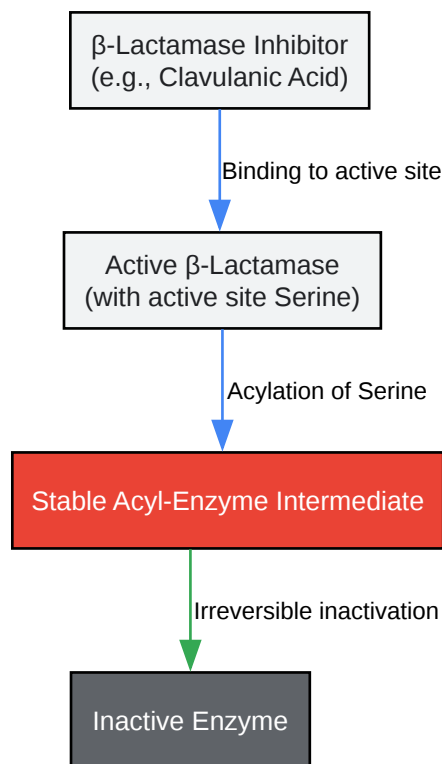 β-Lactamase Inhibitor
(e.g., Clavulanic Acid)
Binding to active site
Active β-Lactamase
(with active site Serine)
Acylation of Serine
Stable Acyl-Enzyme Intermediate
Irreversible inactivation
Inactive Enzyme